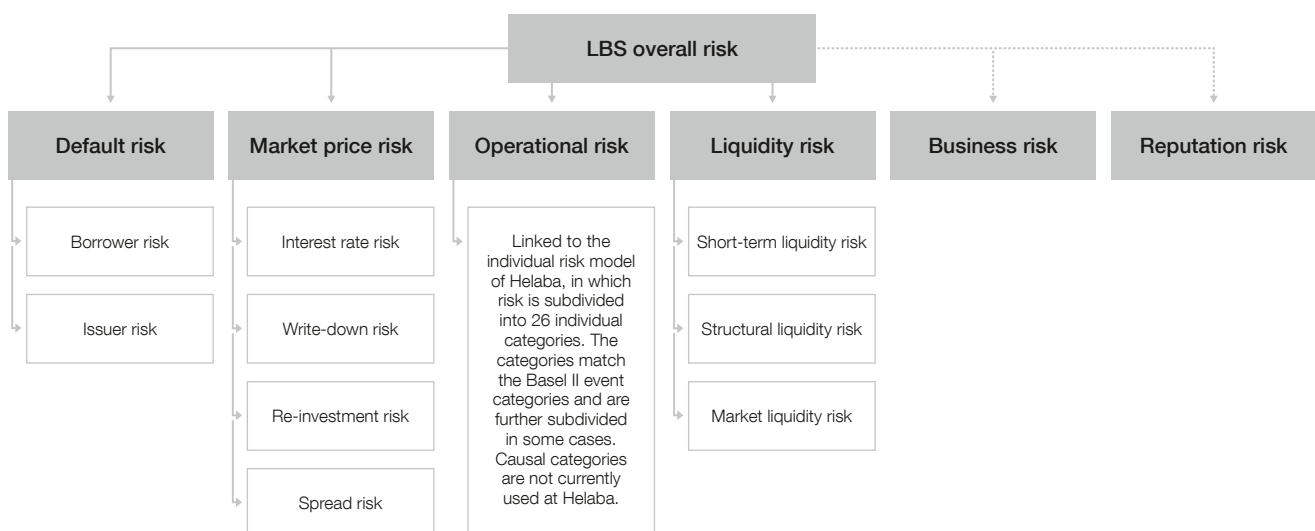 LBS overall risk
Default risk
Market price risk
Operational risk
Liquidity risk
Business risk
Reputation risk
Borrower risk
Issuer risk
Interest rate risk
Write-down risk
Re-investment risk
Spread risk
Linked to the
individual risk model
of Helaba, in which
risk is subdivided
into 26 individual
categories. The
categories match
the Basel II event
categories and are
further subdivided
in some cases.
Causal categories
are not currently
used at Helaba.
Short-term liquidity risk
Structural liquidity risk
Market liquidity risk